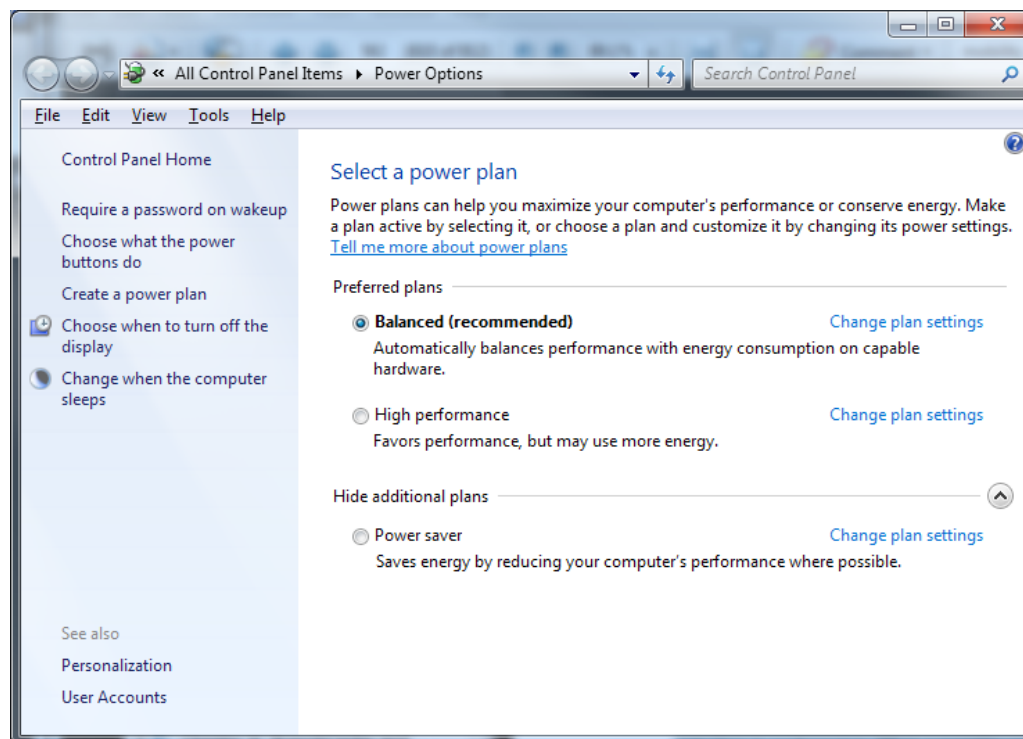 « All Control Panel Items ▸ Power Options
Search Control Panel
File Edit View Tools Help
Control Panel Home
Require a password on wakeup
Choose what the power
buttons do
Create a power plan
Choose when to turn off the
display
Change when the computer
sleeps
See also
Personalization
User Accounts
Select a power plan
Power plans can help you maximize your computer's performance or conserve energy. Make
a plan active by selecting it, or choose a plan and customize it by changing its power settings.
Tell me more about power plans
Preferred plans
Balanced (recommended) Change plan settings
Automatically balances performance with energy consumption on capable
hardware.
High performance Change plan settings
Favors performance, but may use more energy.
Hide additional plans
Power saver Change plan settings
Saves energy by reducing your computer's performance where possible.